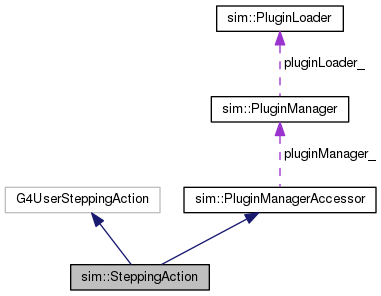 sim::PluginLoader
pluginLoader_
sim::PluginManager
pluginManager_
G4UserSteppingAction
sim::PluginManagerAccessor
sim::SteppingAction